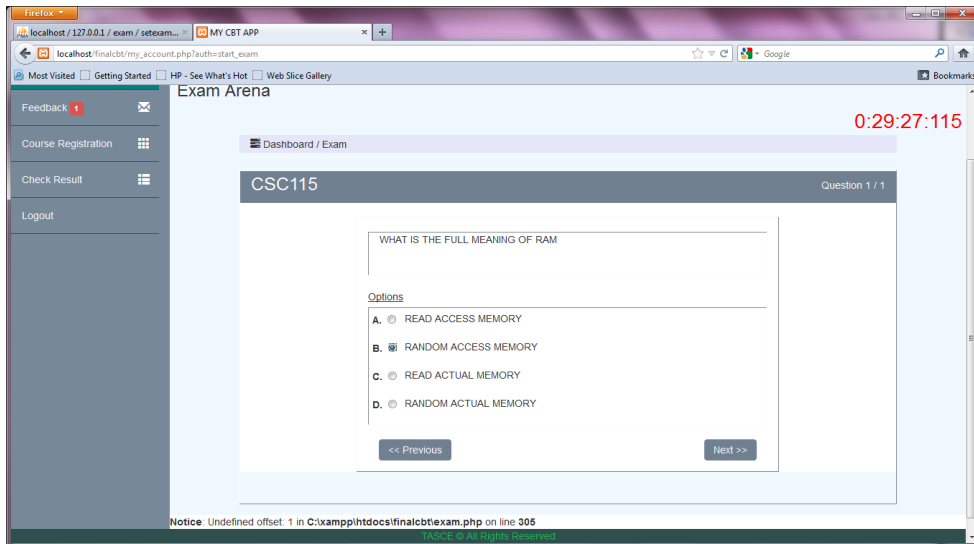 Firefox
localhost / 127.0.0.1 / exam / setexam...
MY CBT APP
localhost/finalcbt/my_account.php?auth=start_exam
Google
Most Visited
Getting Started
HP - See What's Hot
Web Slice Gallery
Bookmarks
Exam Arena
Feedback 1
0:29:27:115
Course Registration
Dashboard / Exam
Check Result
CSC115
Question 1 / 1
Logout
WHAT IS THE FULL MEANING OF RAM
Options
A. READ ACCESS MEMORY
B. RANDOM ACCESS MEMORY
C. READ ACTUAL MEMORY
D. RANDOM ACTUAL MEMORY
<< Previous
Next >>
Notice: Undefined offset: 1 in C:\xampp\htdocs\finalcbt\exam.php on line 305
TASCE © All Rights Reserved